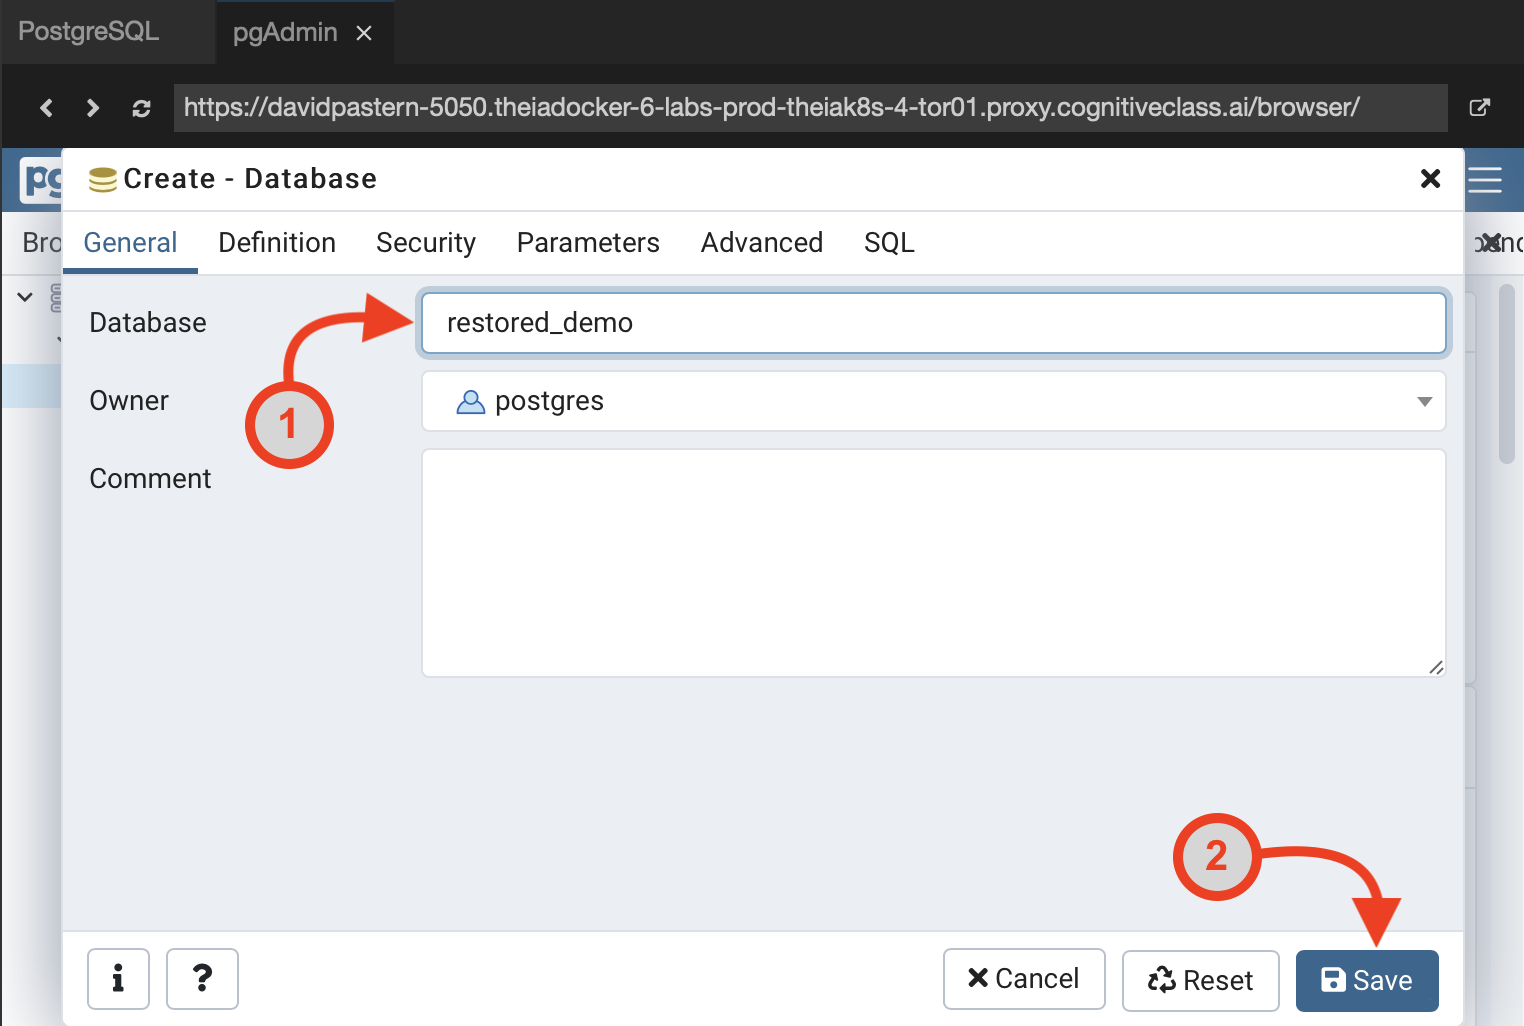 PostgreSQL
pgAdmin
https://davidpastern-5050.theiadocker-6-labs-prod-theiak8s-4-tor01.proxy.cognitiveclass.ai/browser/
pg
Create - Database
Bro
General Definition Security Parameters Advanced SQL
Database
restored_demo
1
Owner
postgres
Comment
2
i ? Cancel Reset Save